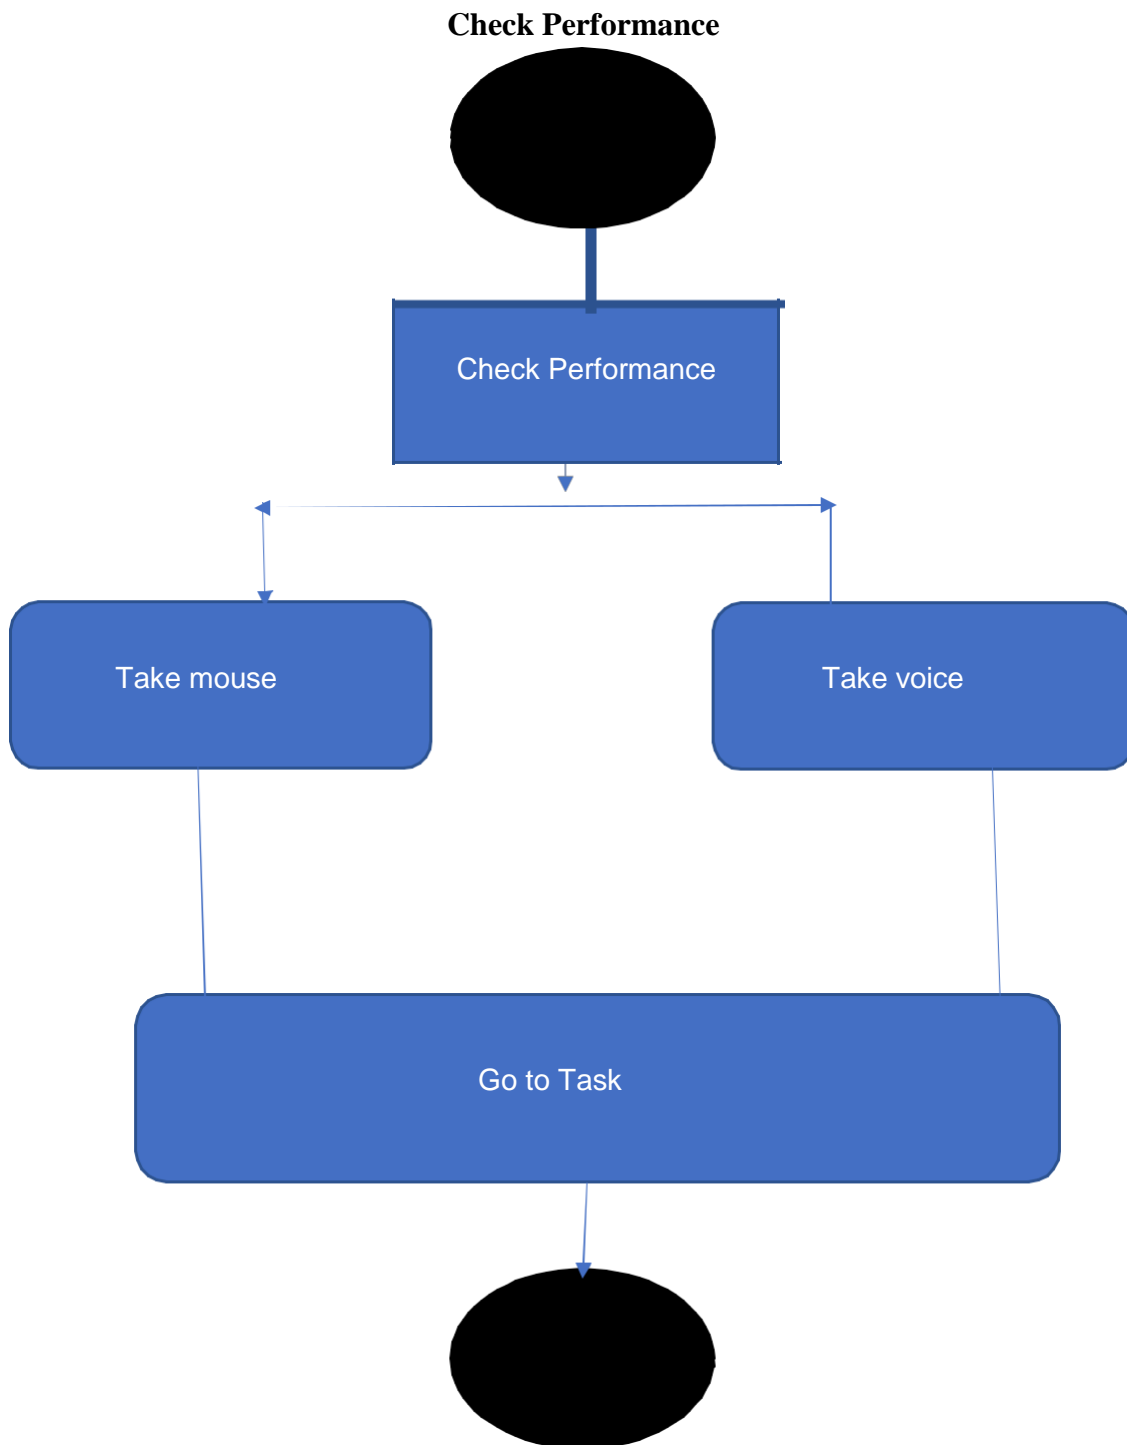 Check Performance
Check Performance
Take mouse
Take voice
Go to Task